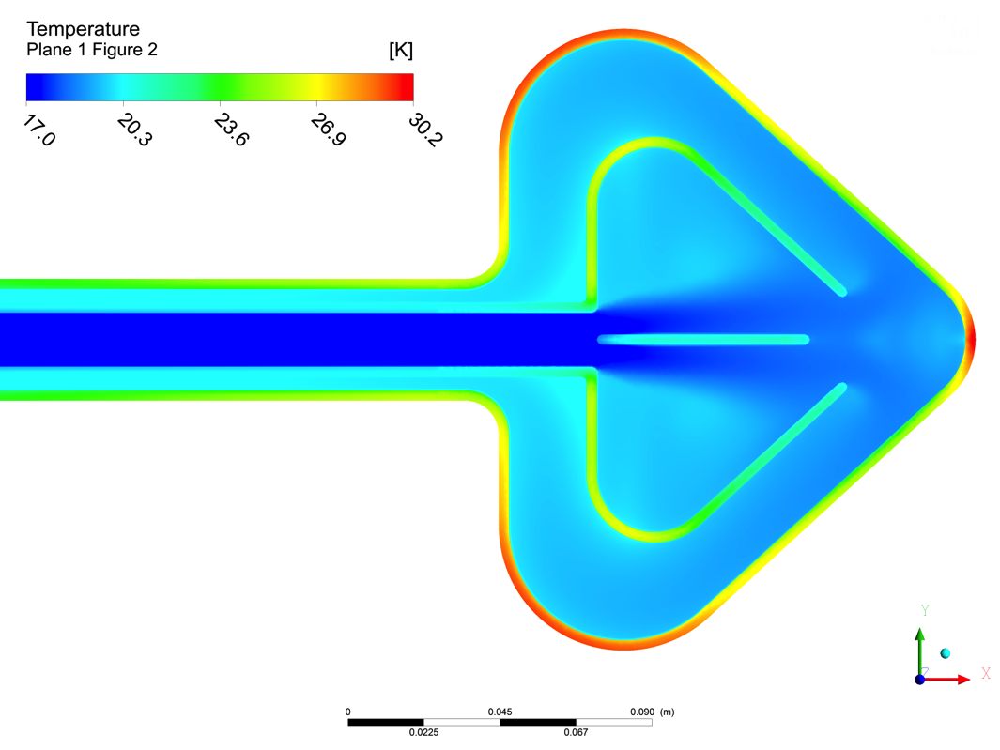 Temperature
Plane 1 Figure 2
[K]
17.0 20.3 23.6 26.9 30.2
Y
Z X
0 0.045 0.090 (m)
0.0225 0.067